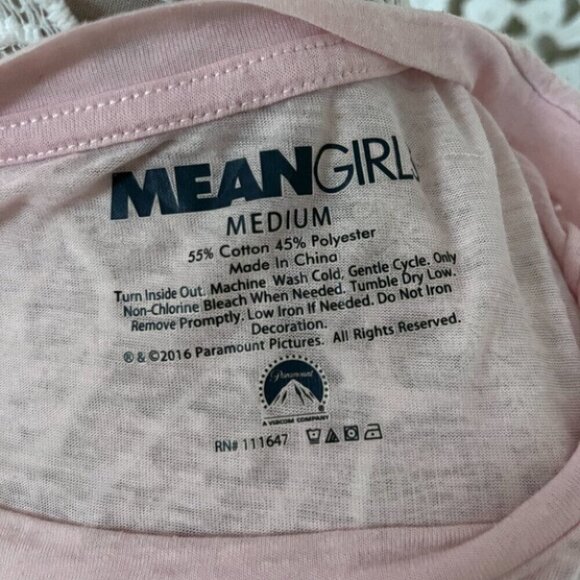 MEANGIRLS
MEDIUM
55% Cotton 45% Polyester
Made In China
Turn Inside Out. Machine Wash Cold, Gentle Cycle. Only
Non-Chlorine Bleach When Needed. Tumble Dry Low.
Remove Promptly. Low Iron If Needed. Do Not Iron
Decoration.
® & ©2016 Paramount Pictures. All Rights Reserved.
Paramount
®
A VIACOM COMPANY
RN# 111647